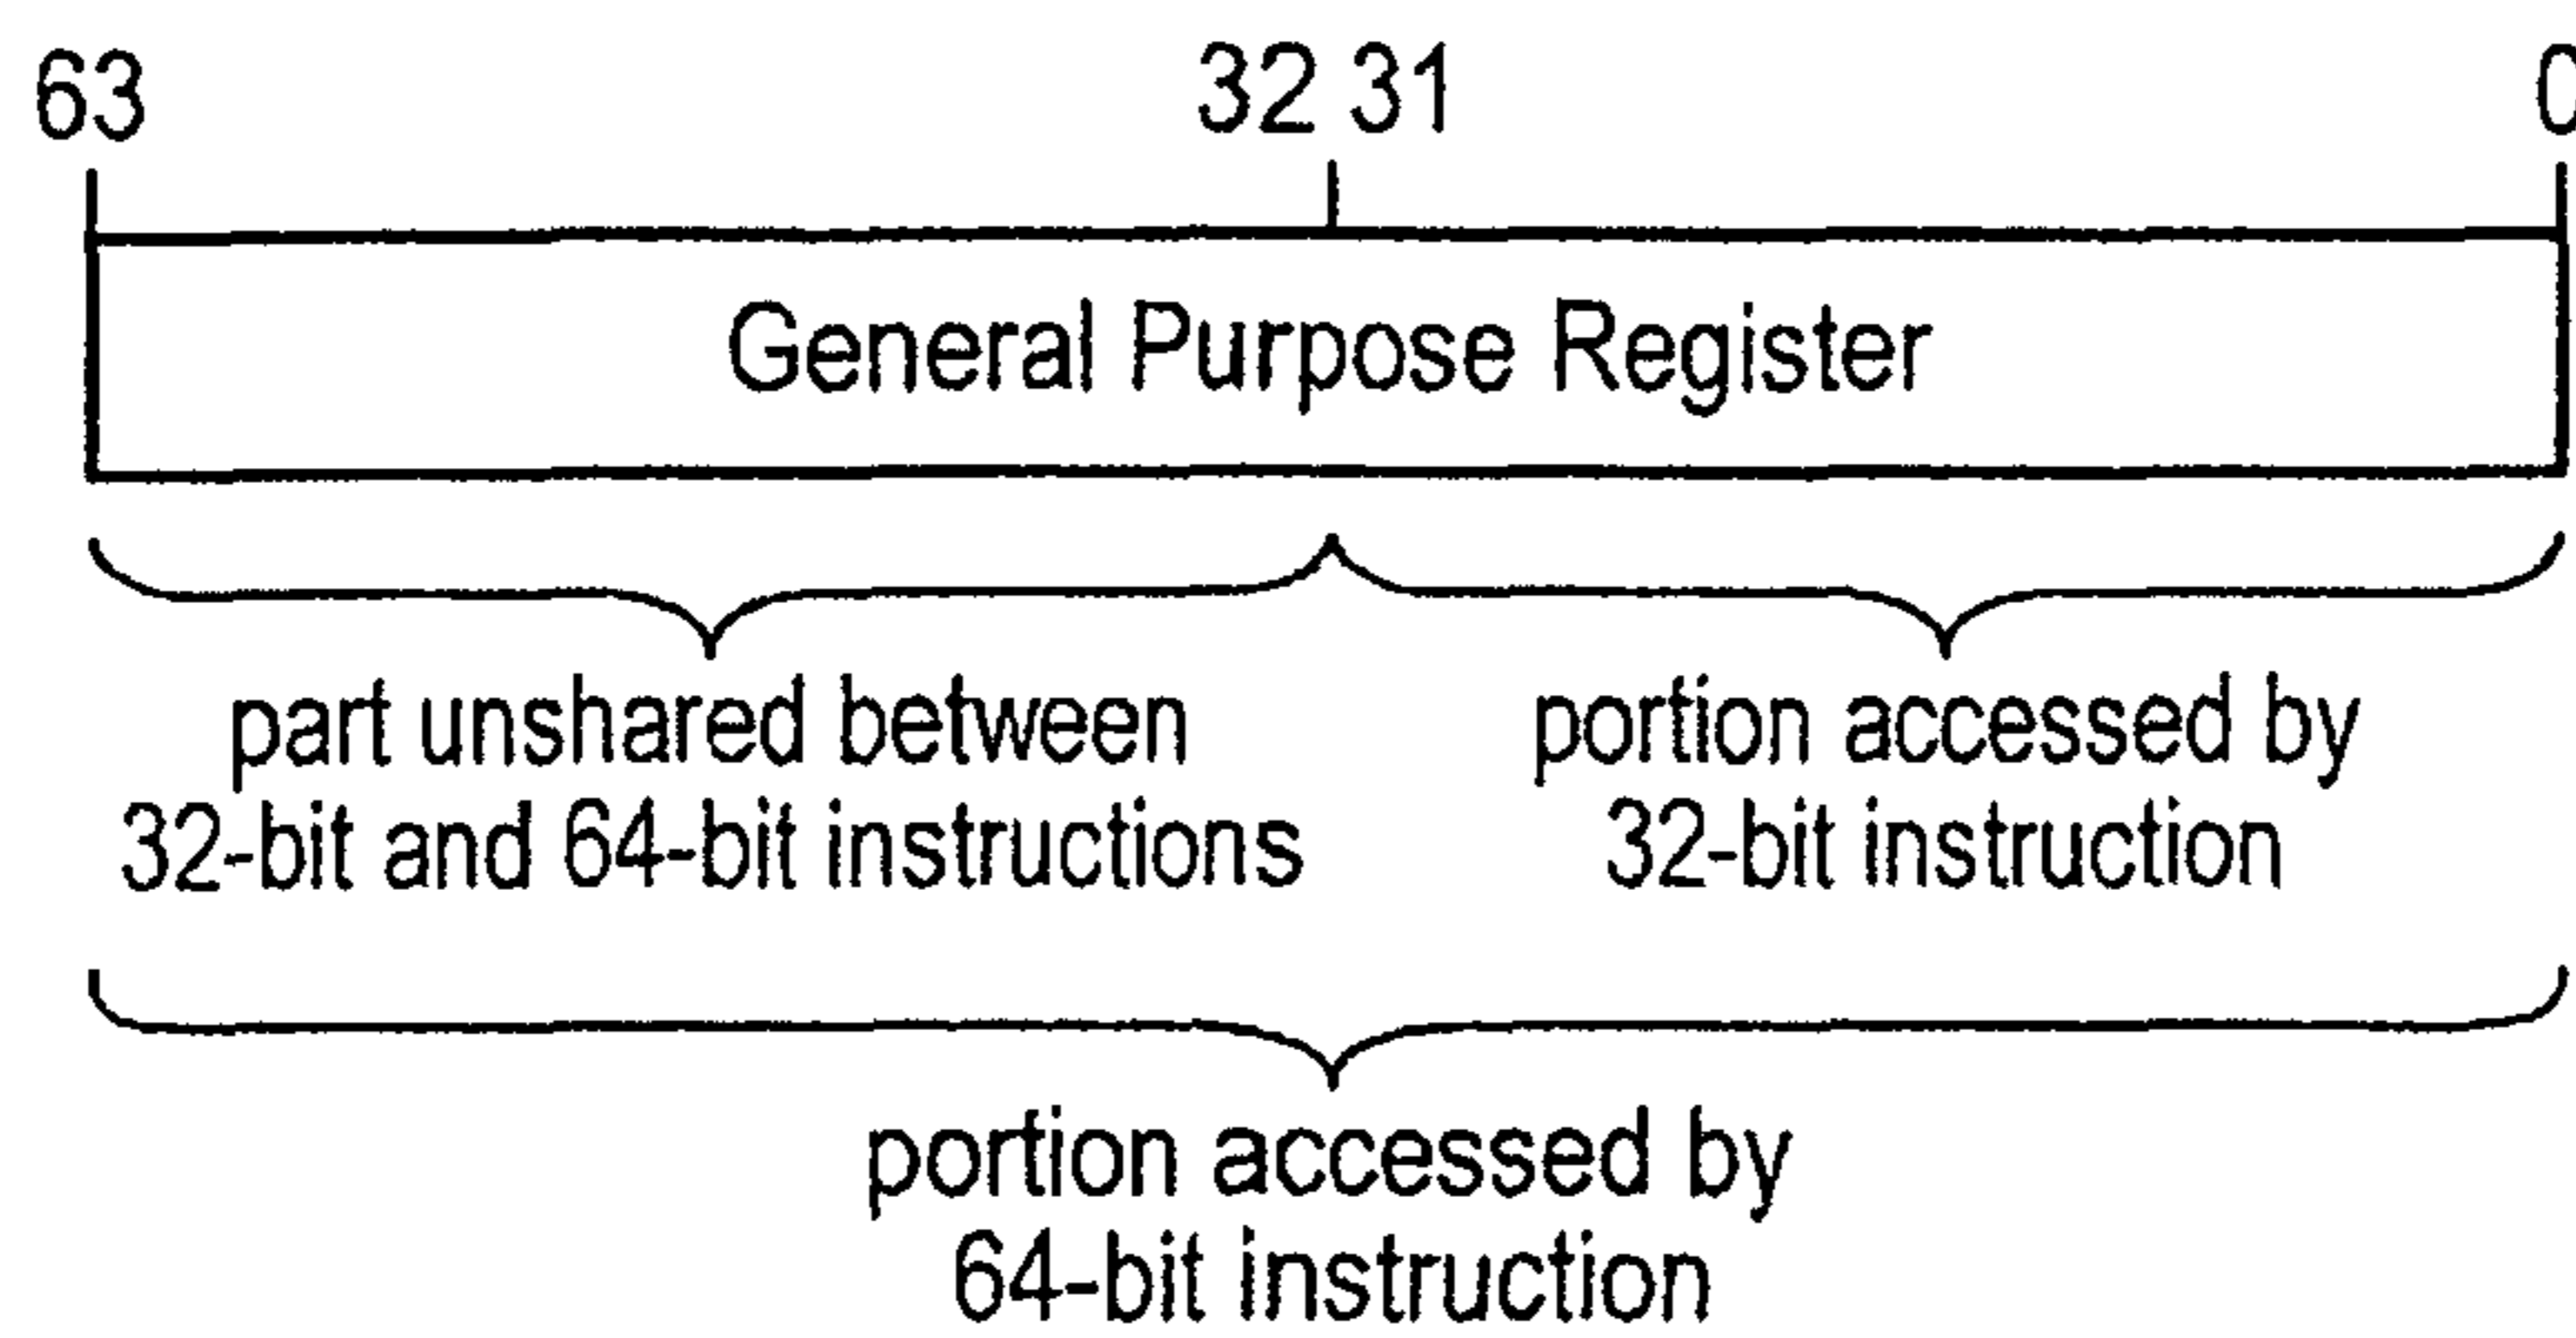 63 32 31 0
General Purpose Register
part unshared between portion accessed by
32-bit and 64-bit instructions 32-bit instruction
portion accessed by
64-bit instruction